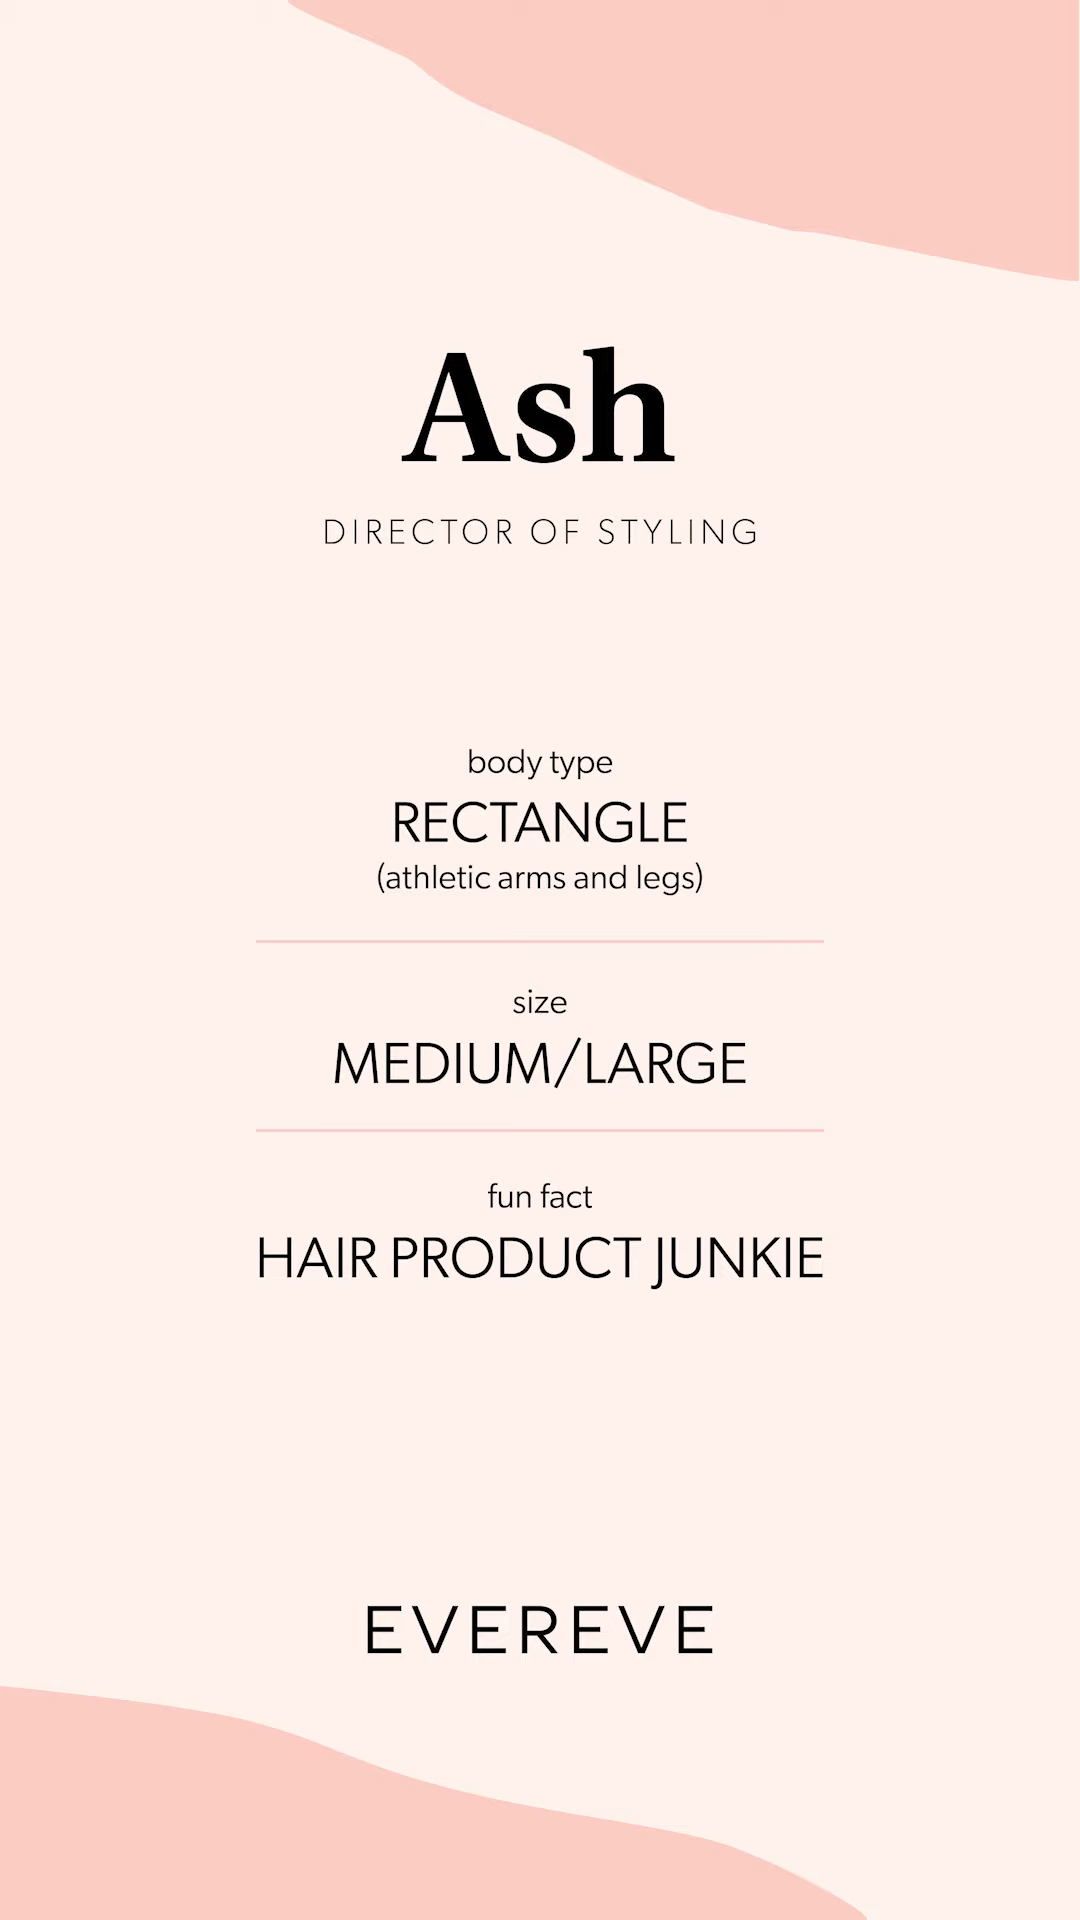 Ash
DIRECTOR OF STYLING
body type
RECTANGLE
(athletic arms and legs)
size
MEDIUM/LARGE
fun fact
HAIR PRODUCT JUNKIE
EVEREVE